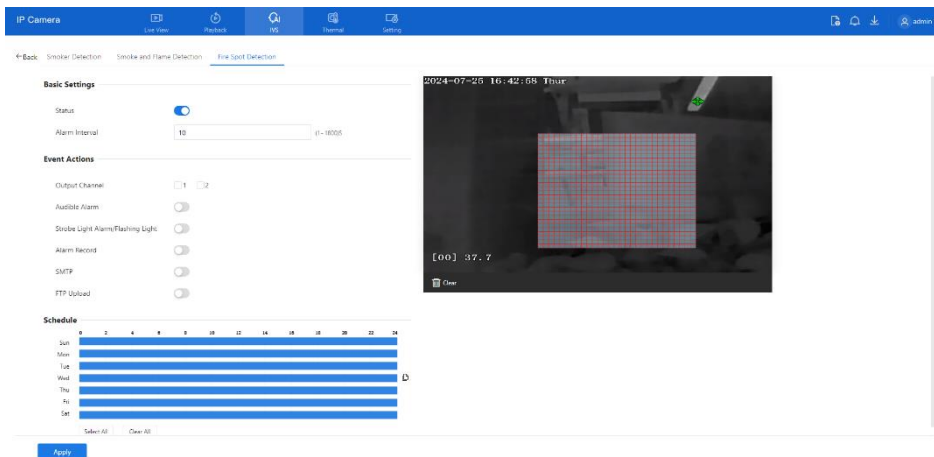 IP Camera Live View Playback IVS Thermal Setting admin
Back Smoker Detection Smoke and Flame Detection Fire Spot Detection
Basic Settings
Status
Alarm Interval 10 (1~1800)S
Event Actions
Output Channel 1 2
Audible Alarm
Strobe Light Alarm/Flashing Light
Alarm Record
SMTP
FTP Upload
Schedule
0 2 4 6 8 10 12 14 16 18 20 22 24
Sun
Mon
Tue
Wed
Thu
Fri
Sat
Select All Clear All
Apply
2024-07-25 16:42:58 Thur
[00] 37.7
Clear